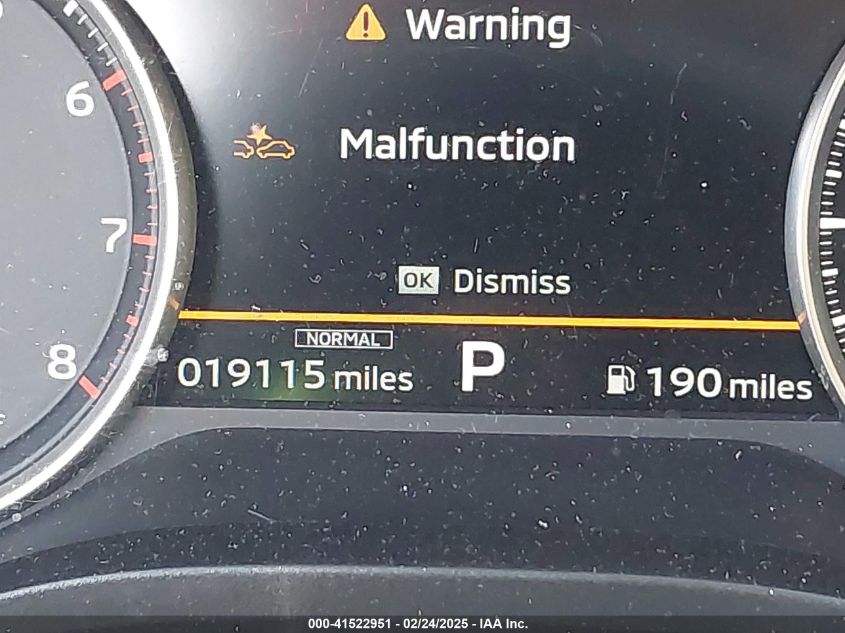 Warning
6
Malfunction
7
OK Dismiss
NORMAL
8
019115 miles P 190 miles
000-41522951 - 02/24/2025 - IAA Inc.